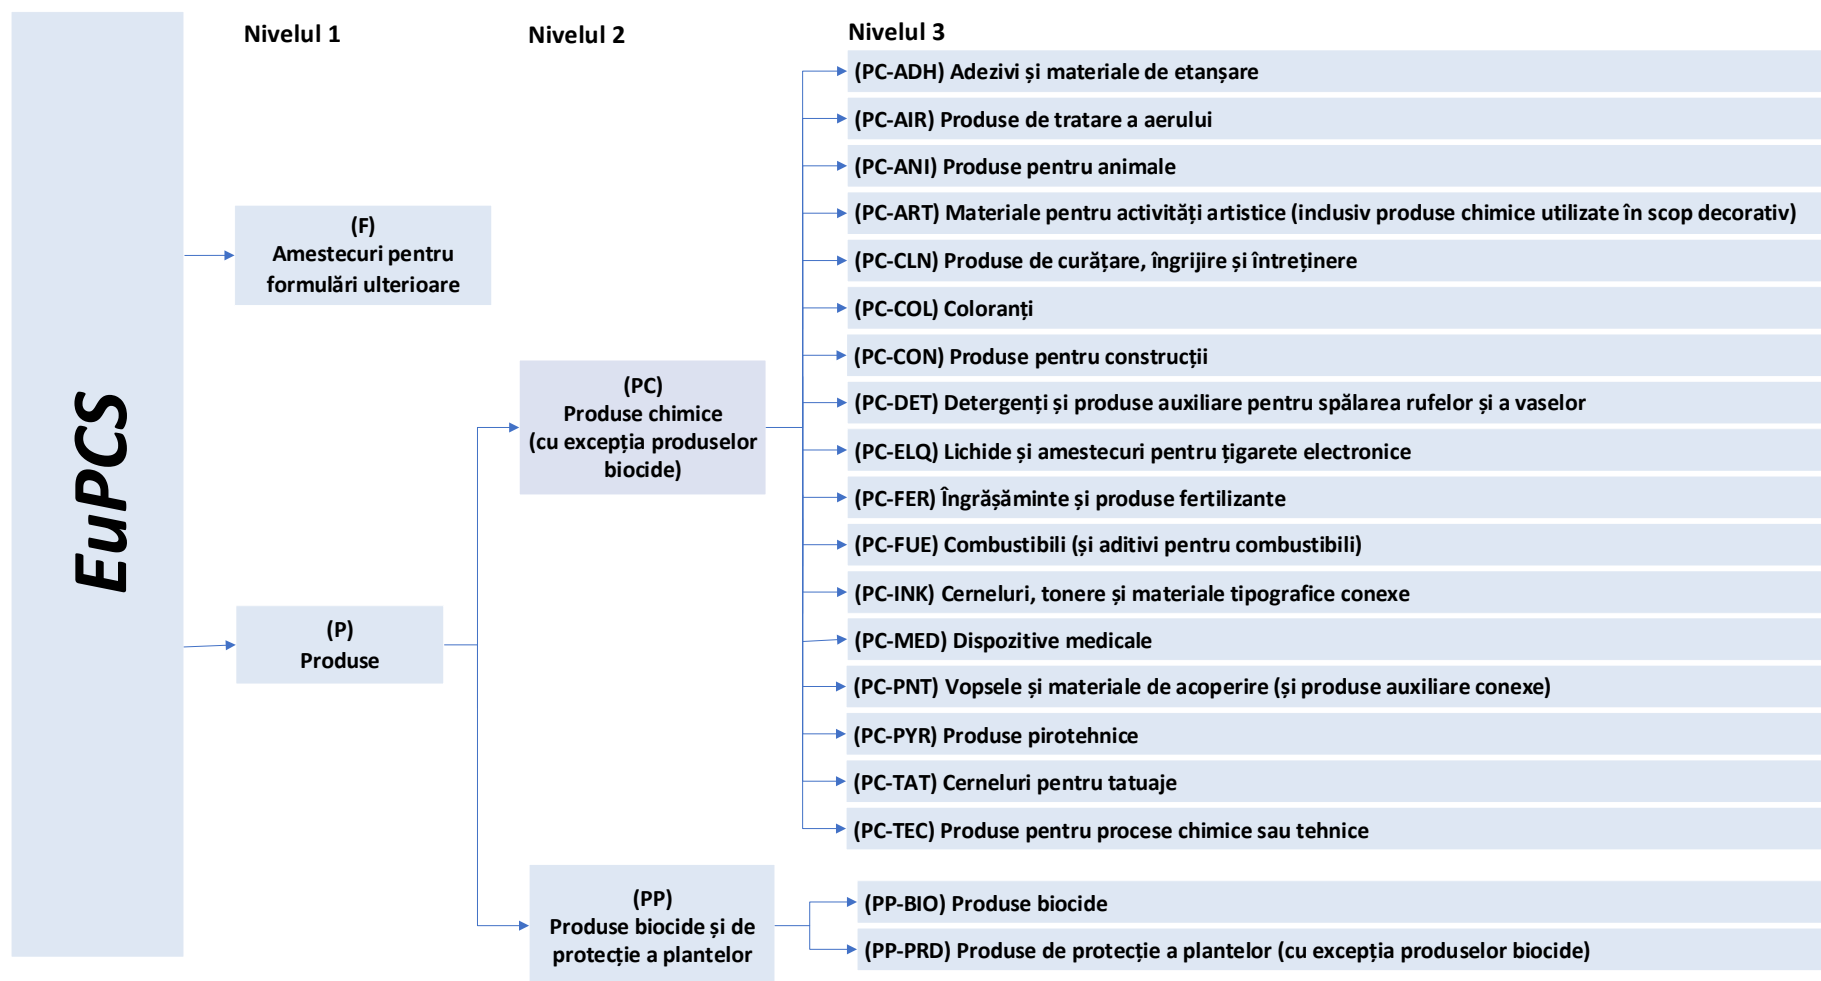 EuPCS
Nivelul 1
Nivelul 2
Nivelul 3
(F)
Amestecuri pentru
formulări ulterioare
(P)
Produse
(PC)
Produse chimice
(cu excepția produselor
biocide)
(PP)
Produse biocide și de
protecție a plantelor
(PC-ADH) Adezivi și materiale de etanșare
(PC-AIR) Produse de tratare a aerului
(PC-ANI) Produse pentru animale
(PC-ART) Materiale pentru activități artistice (inclusiv produse chimice utilizate în scop decorativ)
(PC-CLN) Produse de curățare, îngrijire și întreținere
(PC-COL) Coloranți
(PC-CON) Produse pentru construcții
(PC-DET) Detergenți și produse auxiliare pentru spălarea rufelor și a vaselor
(PC-ELQ) Lichide și amestecuri pentru țigarete electronice
(PC-FER) Îngrășăminte și produse fertilizante
(PC-FUE) Combustibili (și aditivi pentru combustibili)
(PC-INK) Cerneluri, tonere și materiale tipografice conexe
(PC-MED) Dispozitive medicale
(PC-PNT) Vopsele și materiale de acoperire (și produse auxiliare conexe)
(PC-PYR) Produse pirotehnice
(PC-TAT) Cerneluri pentru tatuaje
(PC-TEC) Produse pentru procese chimice sau tehnice
(PP-BIO) Produse biocide
(PP-PRD) Produse de protecție a plantelor (cu excepția produselor biocide)